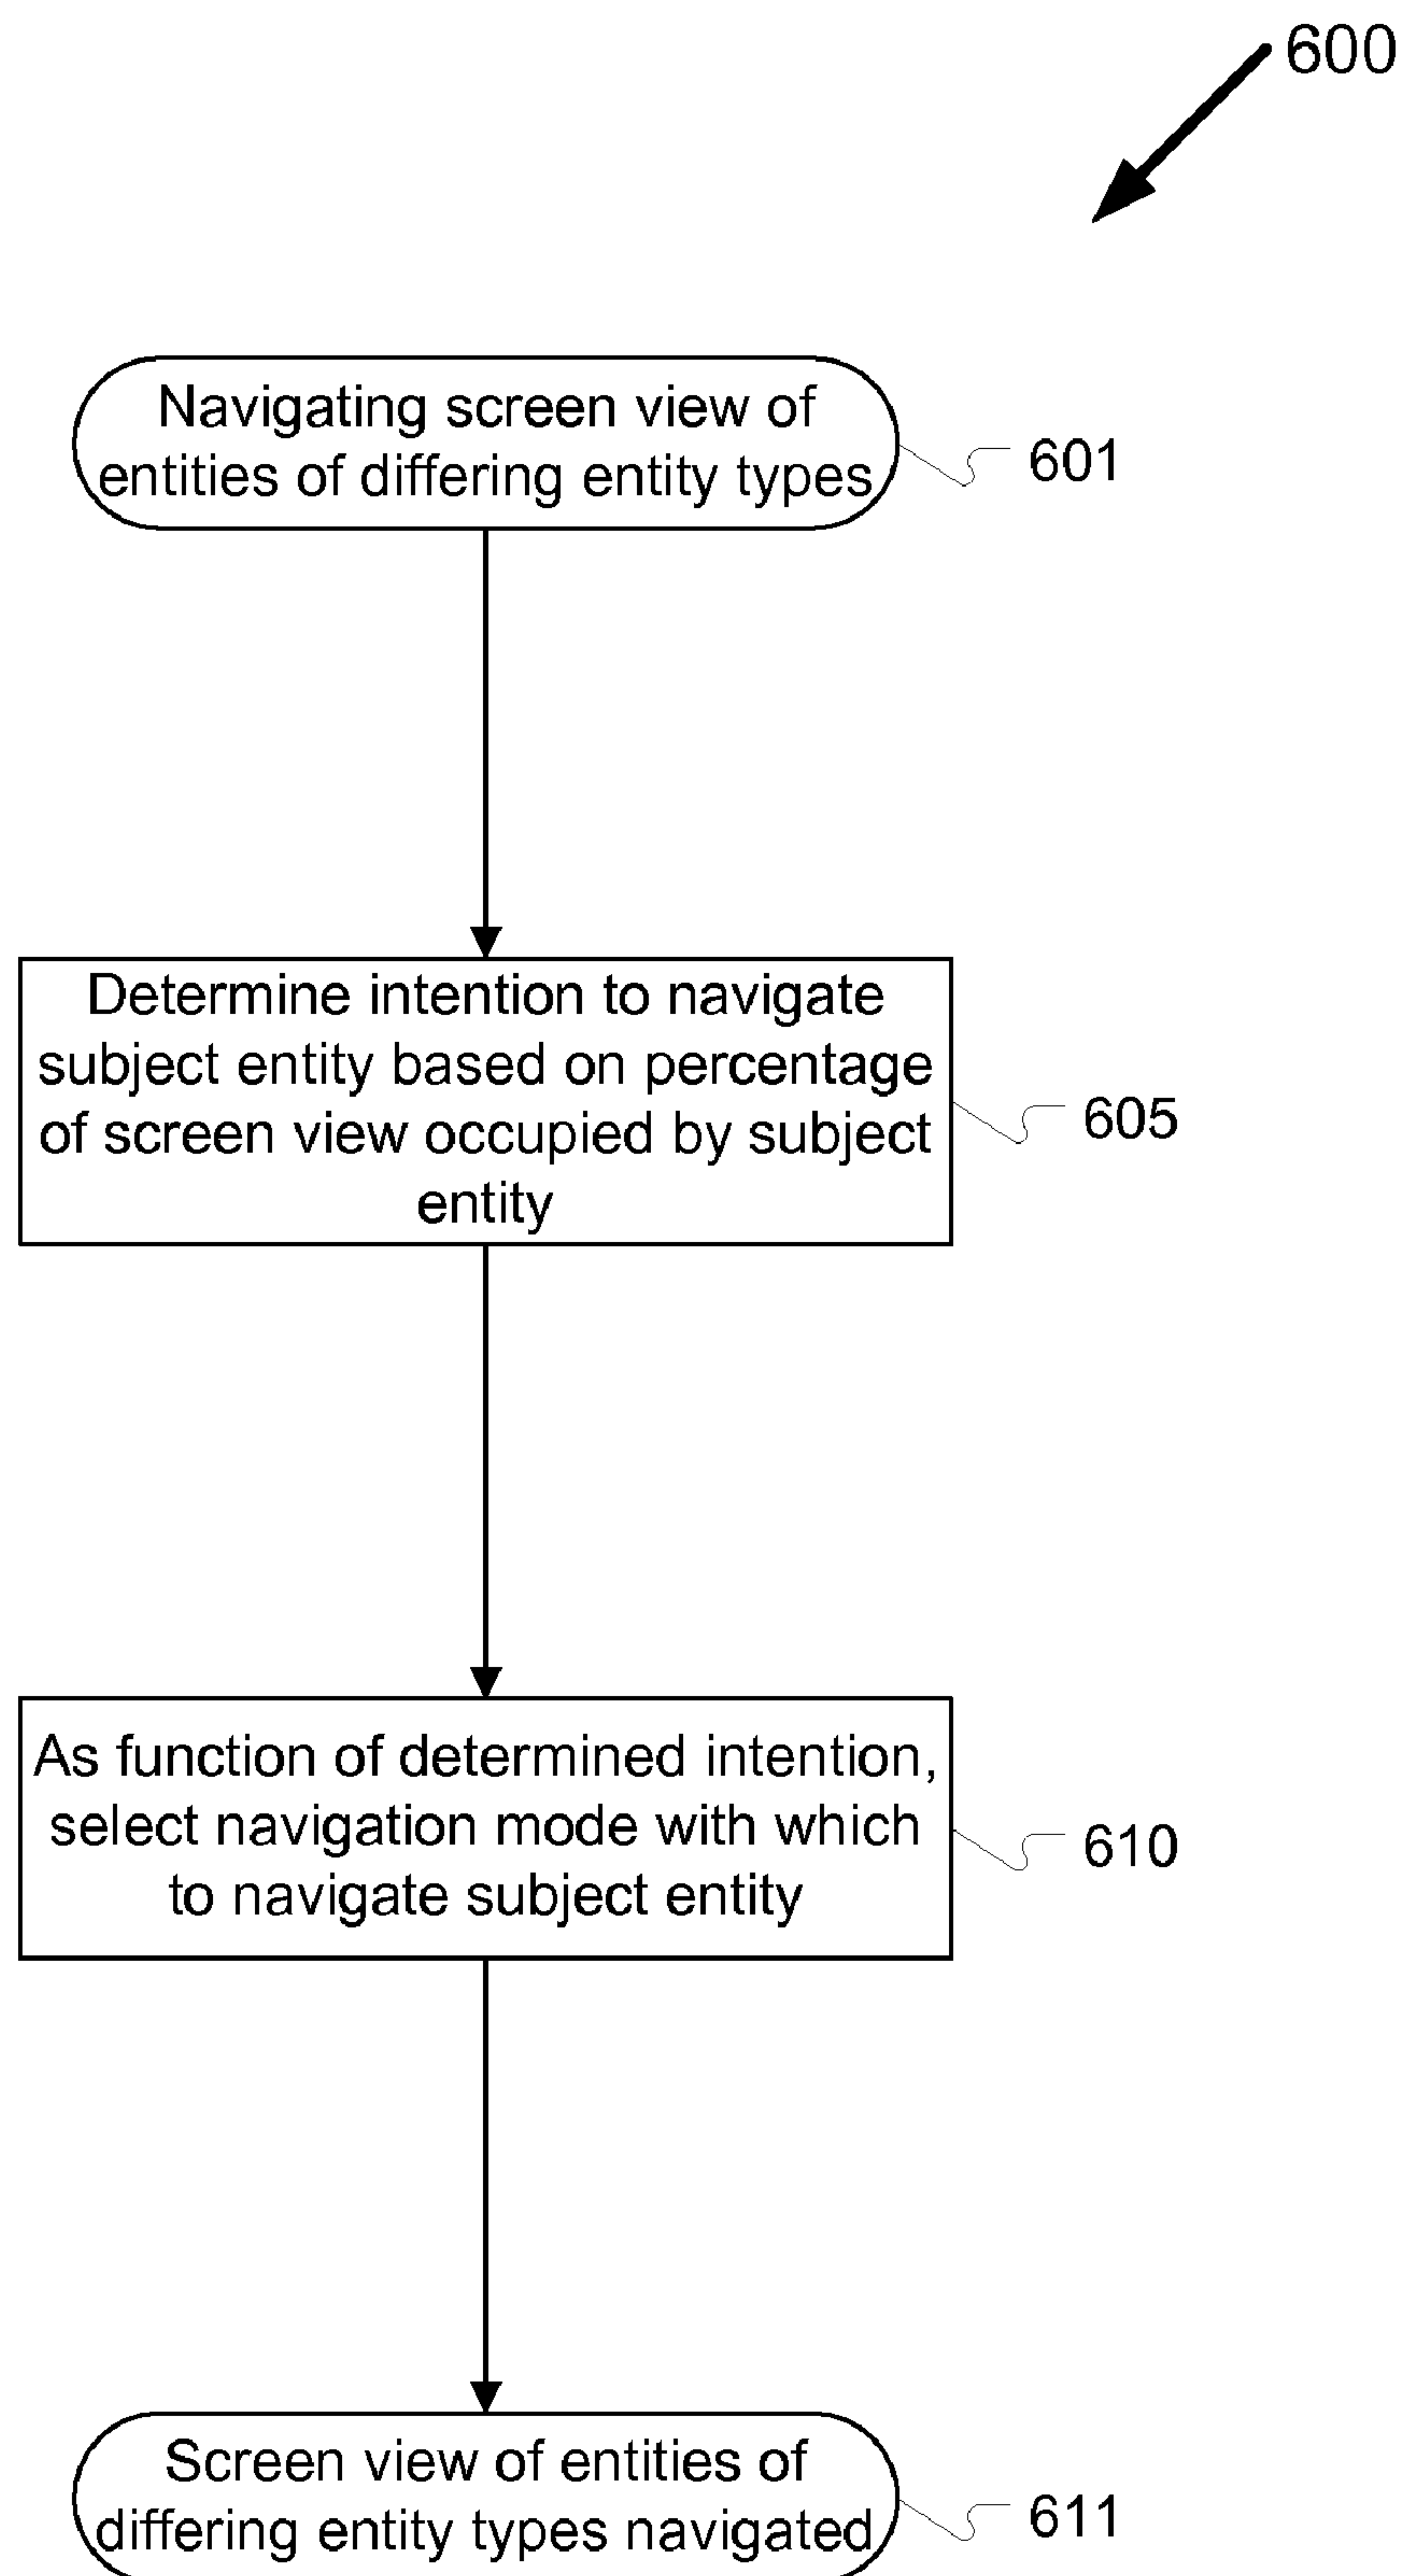 600
Navigating screen view of
entities of differing entity types
601
Determine intention to navigate
subject entity based on percentage
of screen view occupied by subject
entity
605
As function of determined intention,
select navigation mode with which
to navigate subject entity
610
Screen view of entities of
differing entity types navigated
611